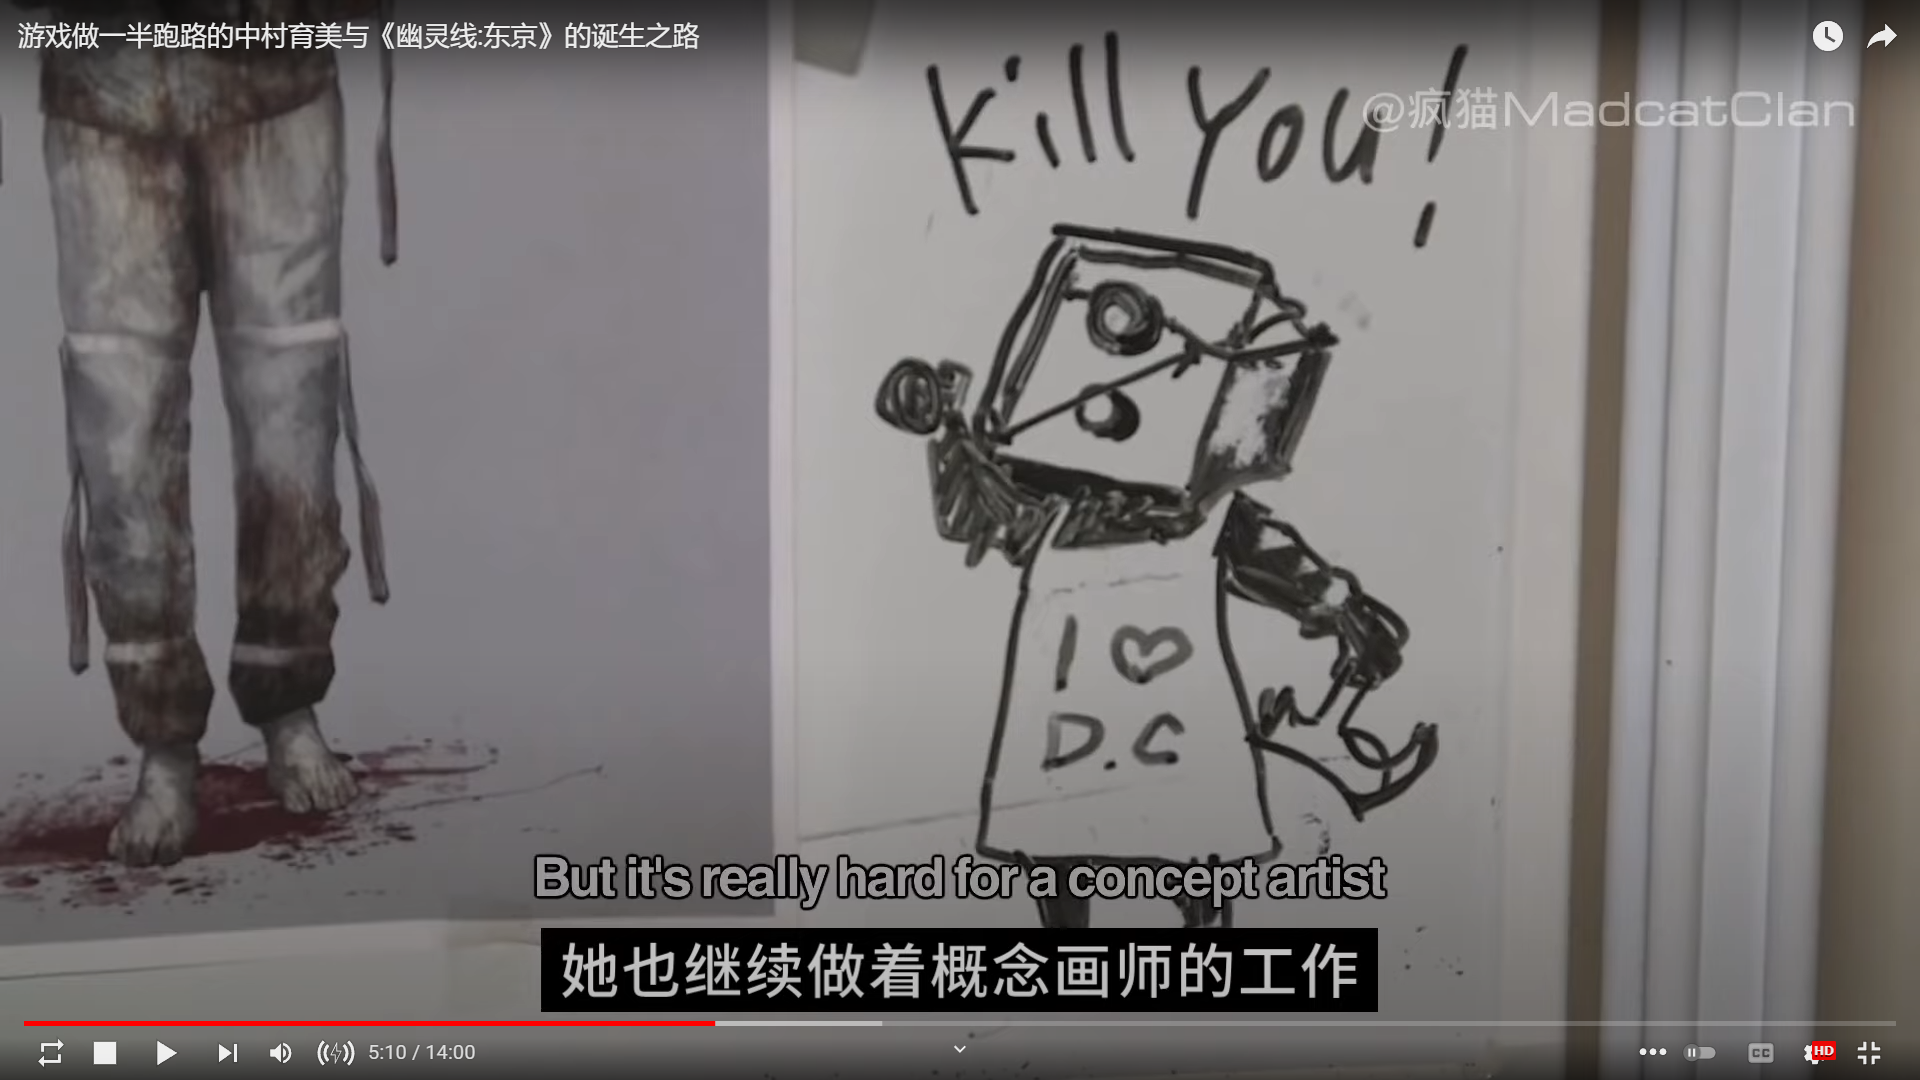 游戏做一半跑路的中村育美与《幽灵线:东京》的诞生之路
Kill You!
@疯猫MadcatClan
I ♡
D.C
But it's really hard for a concept artist
她也继续做着概念画师的工作
5:10 / 14:00
CC
HD